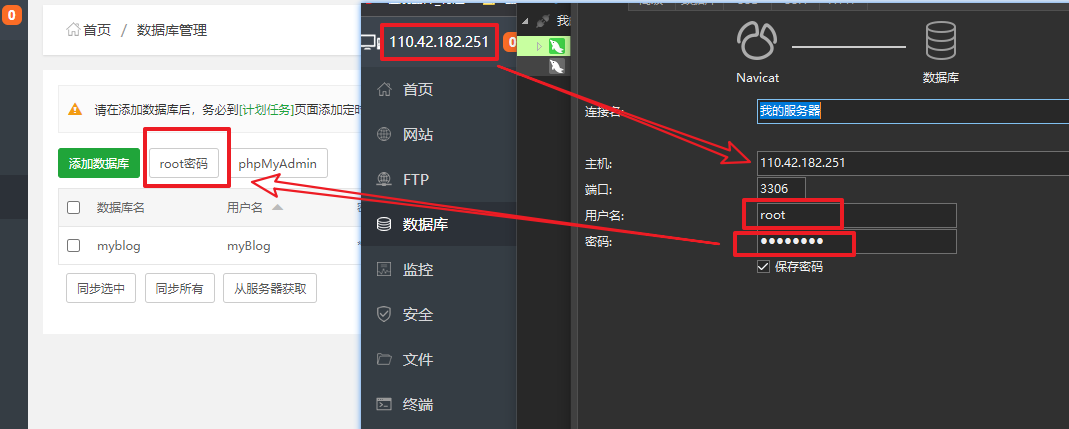 0
首页 / 数据库管理
请在添加数据库后，务必到[计划任务]页面添加定时
添加数据库
root密码
phpMyAdmin
数据库名
用户名
myblog
myBlog
同步选中
同步所有
从服务器获取
110.42.182.251
0
首页
网站
FTP
数据库
监控
安全
文件
终端
我的
Navicat
数据库
连接名:
我的服务器
主机:
110.42.182.251
端口:
3306
用户名:
root
密码:
●●●●●●●●
保存密码